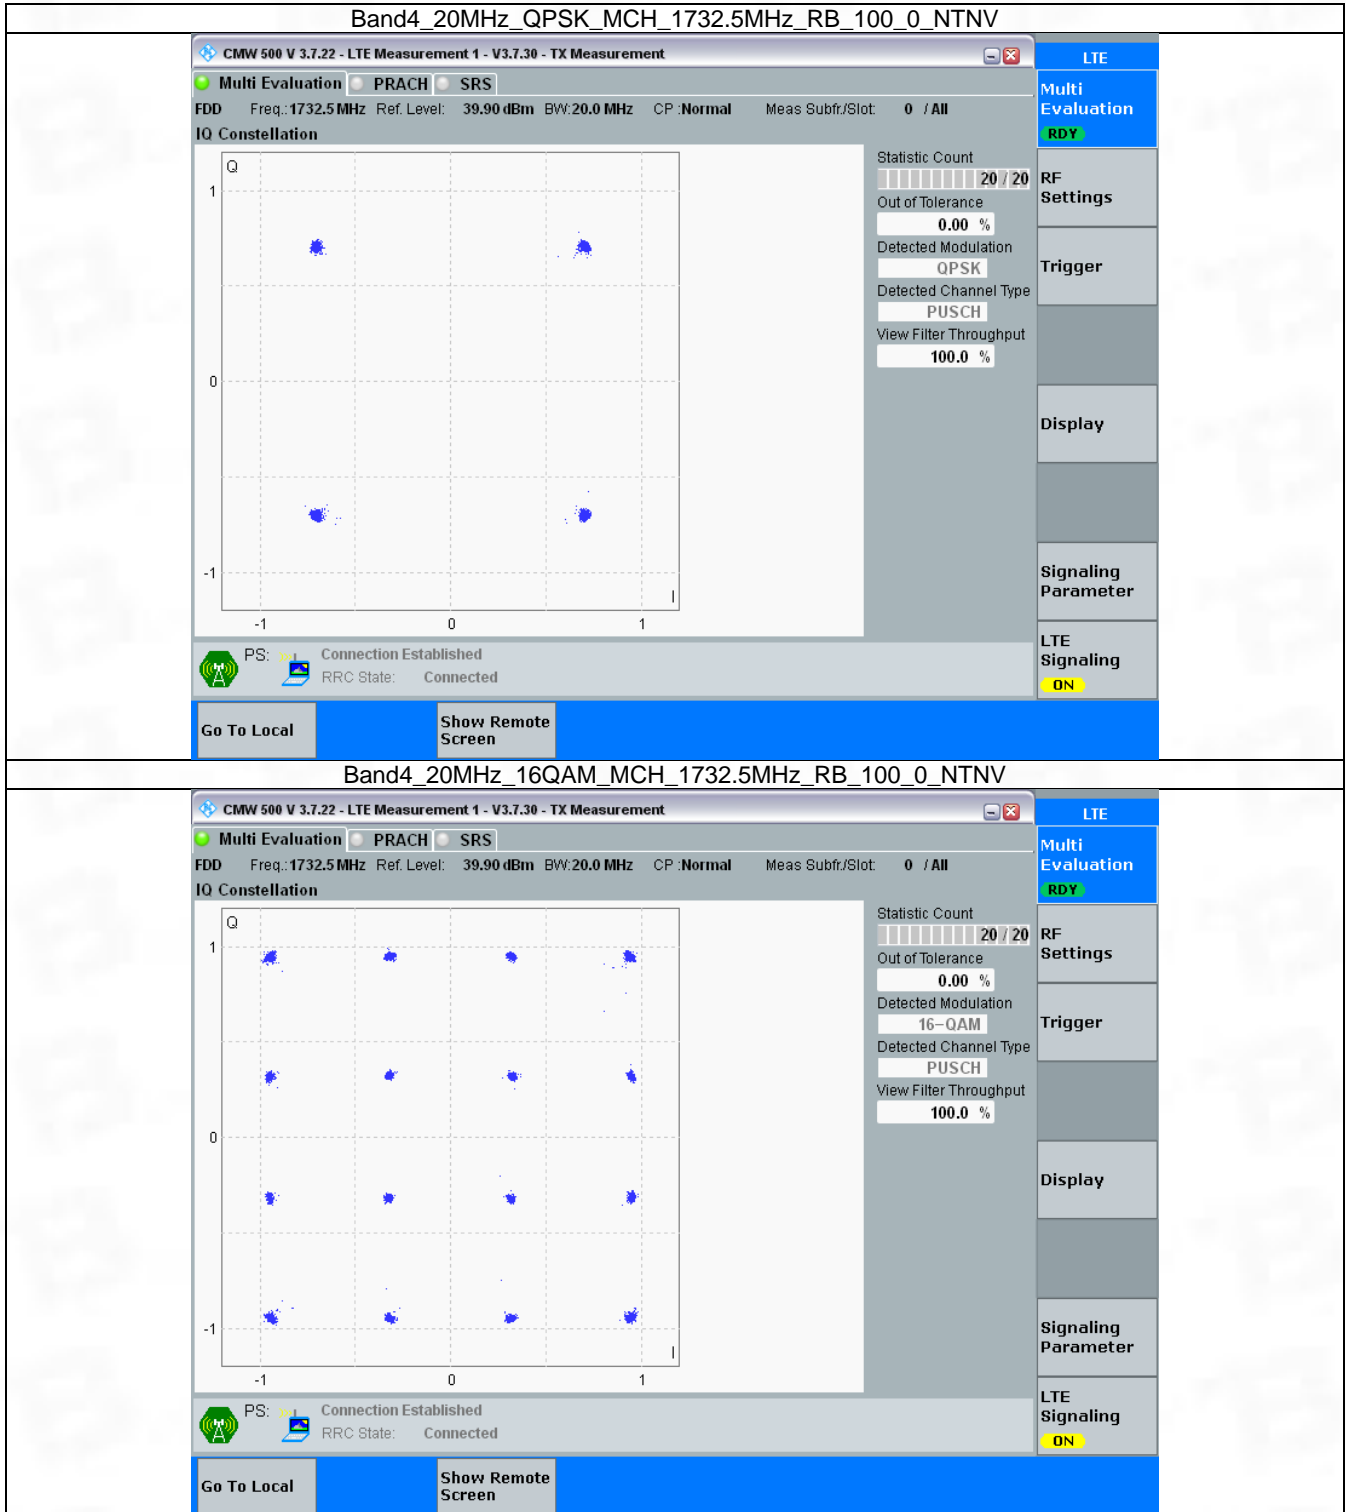 Band4_20MHz_QPSK_MCH_1732.5MHz_RB_100_0_NTNV
CMW 500 V 3.7.22 - LTE Measurement 1 - V3.7.30 - TX Measurement
LTE
Multi Evaluation PRACH SRS
Multi
Evaluation
RDY
FDD Freq.: 1732.5 MHz Ref. Level: 39.90 dBm BW: 20.0 MHz CP : Normal Meas Subfr./Slot: 0 / All
IQ Constellation
Q
1
0
-1
I
-1 0 1
Statistic Count
20 / 20
Out of Tolerance
0.00 %
Detected Modulation
QPSK
Detected Channel Type
PUSCH
View Filter Throughput
100.0 %
RF
Settings
Trigger
Display
Signaling
Parameter
LTE
Signaling
ON
PS: Connection Established
RRC State: Connected
Go To Local
Show Remote
Screen
Band4_20MHz_16QAM_MCH_1732.5MHz_RB_100_0_NTNV
CMW 500 V 3.7.22 - LTE Measurement 1 - V3.7.30 - TX Measurement
LTE
Multi Evaluation PRACH SRS
Multi
Evaluation
RDY
FDD Freq.: 1732.5 MHz Ref. Level: 39.90 dBm BW: 20.0 MHz CP : Normal Meas Subfr./Slot: 0 / All
IQ Constellation
Q
1
0
-1
I
-1 0 1
Statistic Count
20 / 20
Out of Tolerance
0.00 %
Detected Modulation
16-QAM
Detected Channel Type
PUSCH
View Filter Throughput
100.0 %
RF
Settings
Trigger
Display
Signaling
Parameter
LTE
Signaling
ON
PS: Connection Established
RRC State: Connected
Go To Local
Show Remote
Screen